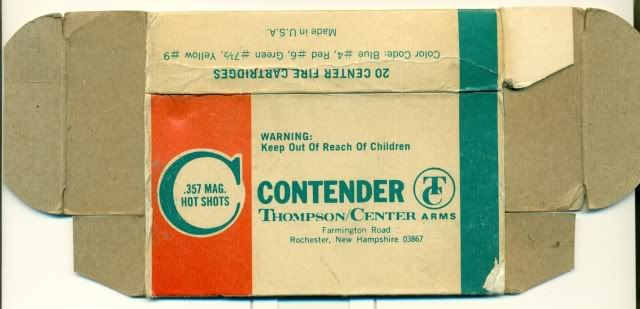 20 CENTER FIRE CARTRIDGES
Color Code: Blue #4, Red #6, Green #7½, Yellow #9
Made in U.S.A.
WARNING:
Keep Out Of Reach Of Children
C
.357 MAG.
HOT SHOTS
CONTENDER TC
THOMPSON/CENTER ARMS
Farmington Road
Rochester, New Hampshire 03867